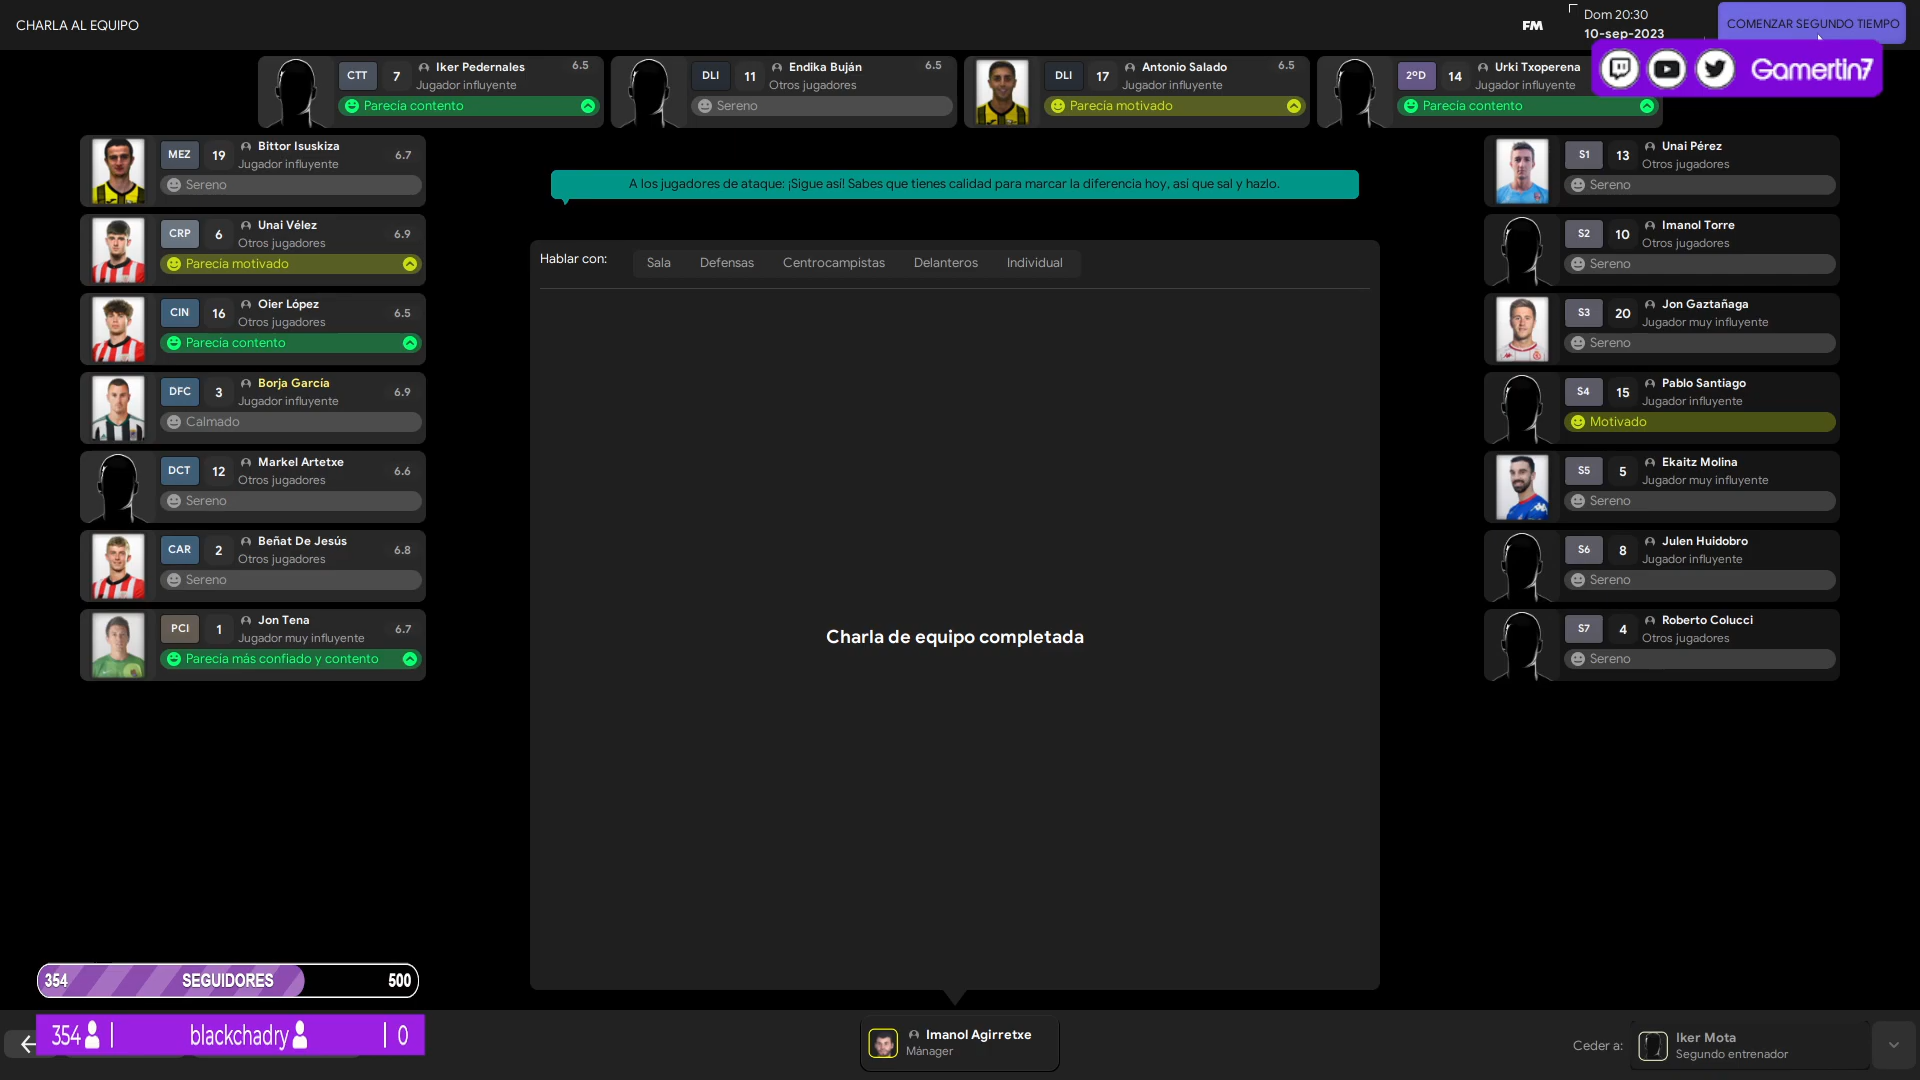 CHARLA AL EQUIPO
FM
Dom 20:30
10-sep-2023
COMENZAR SEGUNDO TIEMPO
Gamertin7
CTT 7 Iker Pedernales 6.5
Jugador influyente
Parecía contento
DLI 11 Endika Buján 6.5
Otros jugadores
Sereno
DLI 17 Antonio Salado 6.5
Jugador influyente
Parecía motivado
2ºD 14 Urki Txoperena
Jugador influyente
Parecía contento
MEZ 19 Bittor Isuskiza 6.7
Jugador influyente
Sereno
CRP 6 Unai Vélez 6.9
Otros jugadores
Parecía motivado
CIN 16 Oier López 6.5
Otros jugadores
Parecía contento
DFC 3 Borja García 6.9
Jugador influyente
Calmado
DCT 12 Markel Artetxe 6.6
Otros jugadores
Sereno
CAR 2 Beñat De Jesús 6.8
Otros jugadores
Sereno
PCI 1 Jon Tena 6.7
Jugador muy influyente
Parecía más confiado y contento
A los jugadores de ataque: ¡Sigue así! Sabes que tienes calidad para marcar la diferencia hoy, así que sal y hazlo.
Hablar con: Sala Defensas Centrocampistas Delanteros Individual
Charla de equipo completada
S1 13 Unai Pérez
Otros jugadores
Sereno
S2 10 Imanol Torre
Otros jugadores
Sereno
S3 20 Jon Gaztañaga
Jugador muy influyente
Sereno
S4 15 Pablo Santiago
Jugador influyente
Motivado
S5 5 Ekaitz Molina
Jugador muy influyente
Sereno
S6 8 Julen Huidobro
Jugador influyente
Sereno
S7 4 Roberto Colucci
Otros jugadores
Sereno
354 SEGUIDORES 500
354 blackchadry 0
Imanol Agirretxe
Mánager
Ceder a: Iker Mota
Segundo entrenador